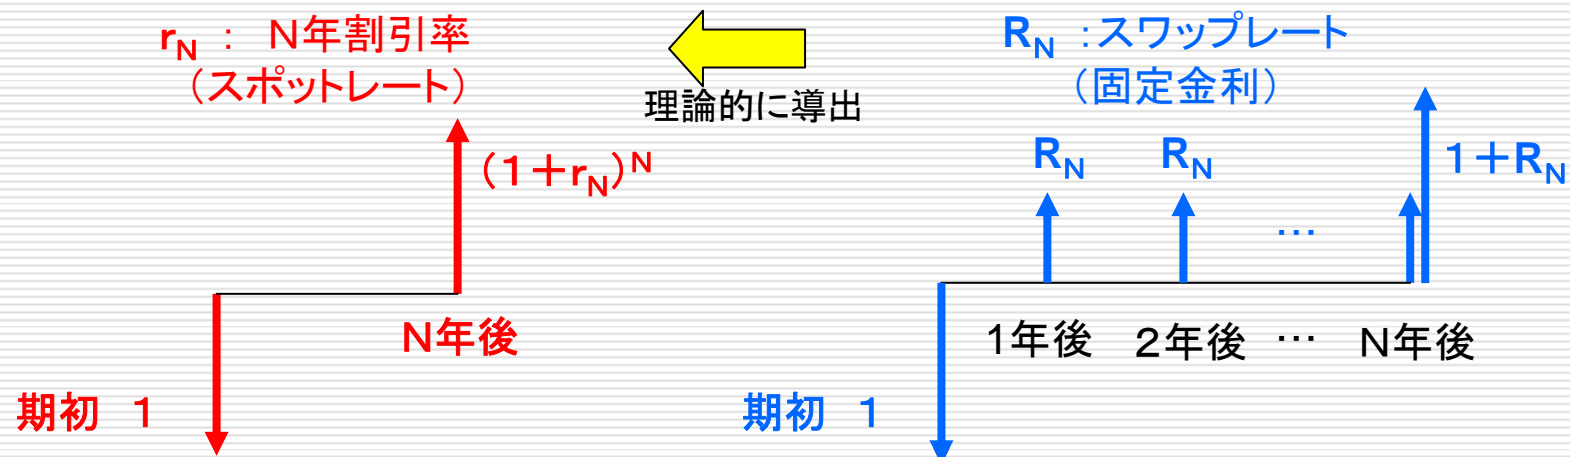 rN : N年割引率
(スポットレート)
理論的に導出
RN :スワップレート
(固定金利)
(1+rN)N
RN
RN
…
1+RN
N年後
1年後
2年後
…
N年後
期初 1
期初 1